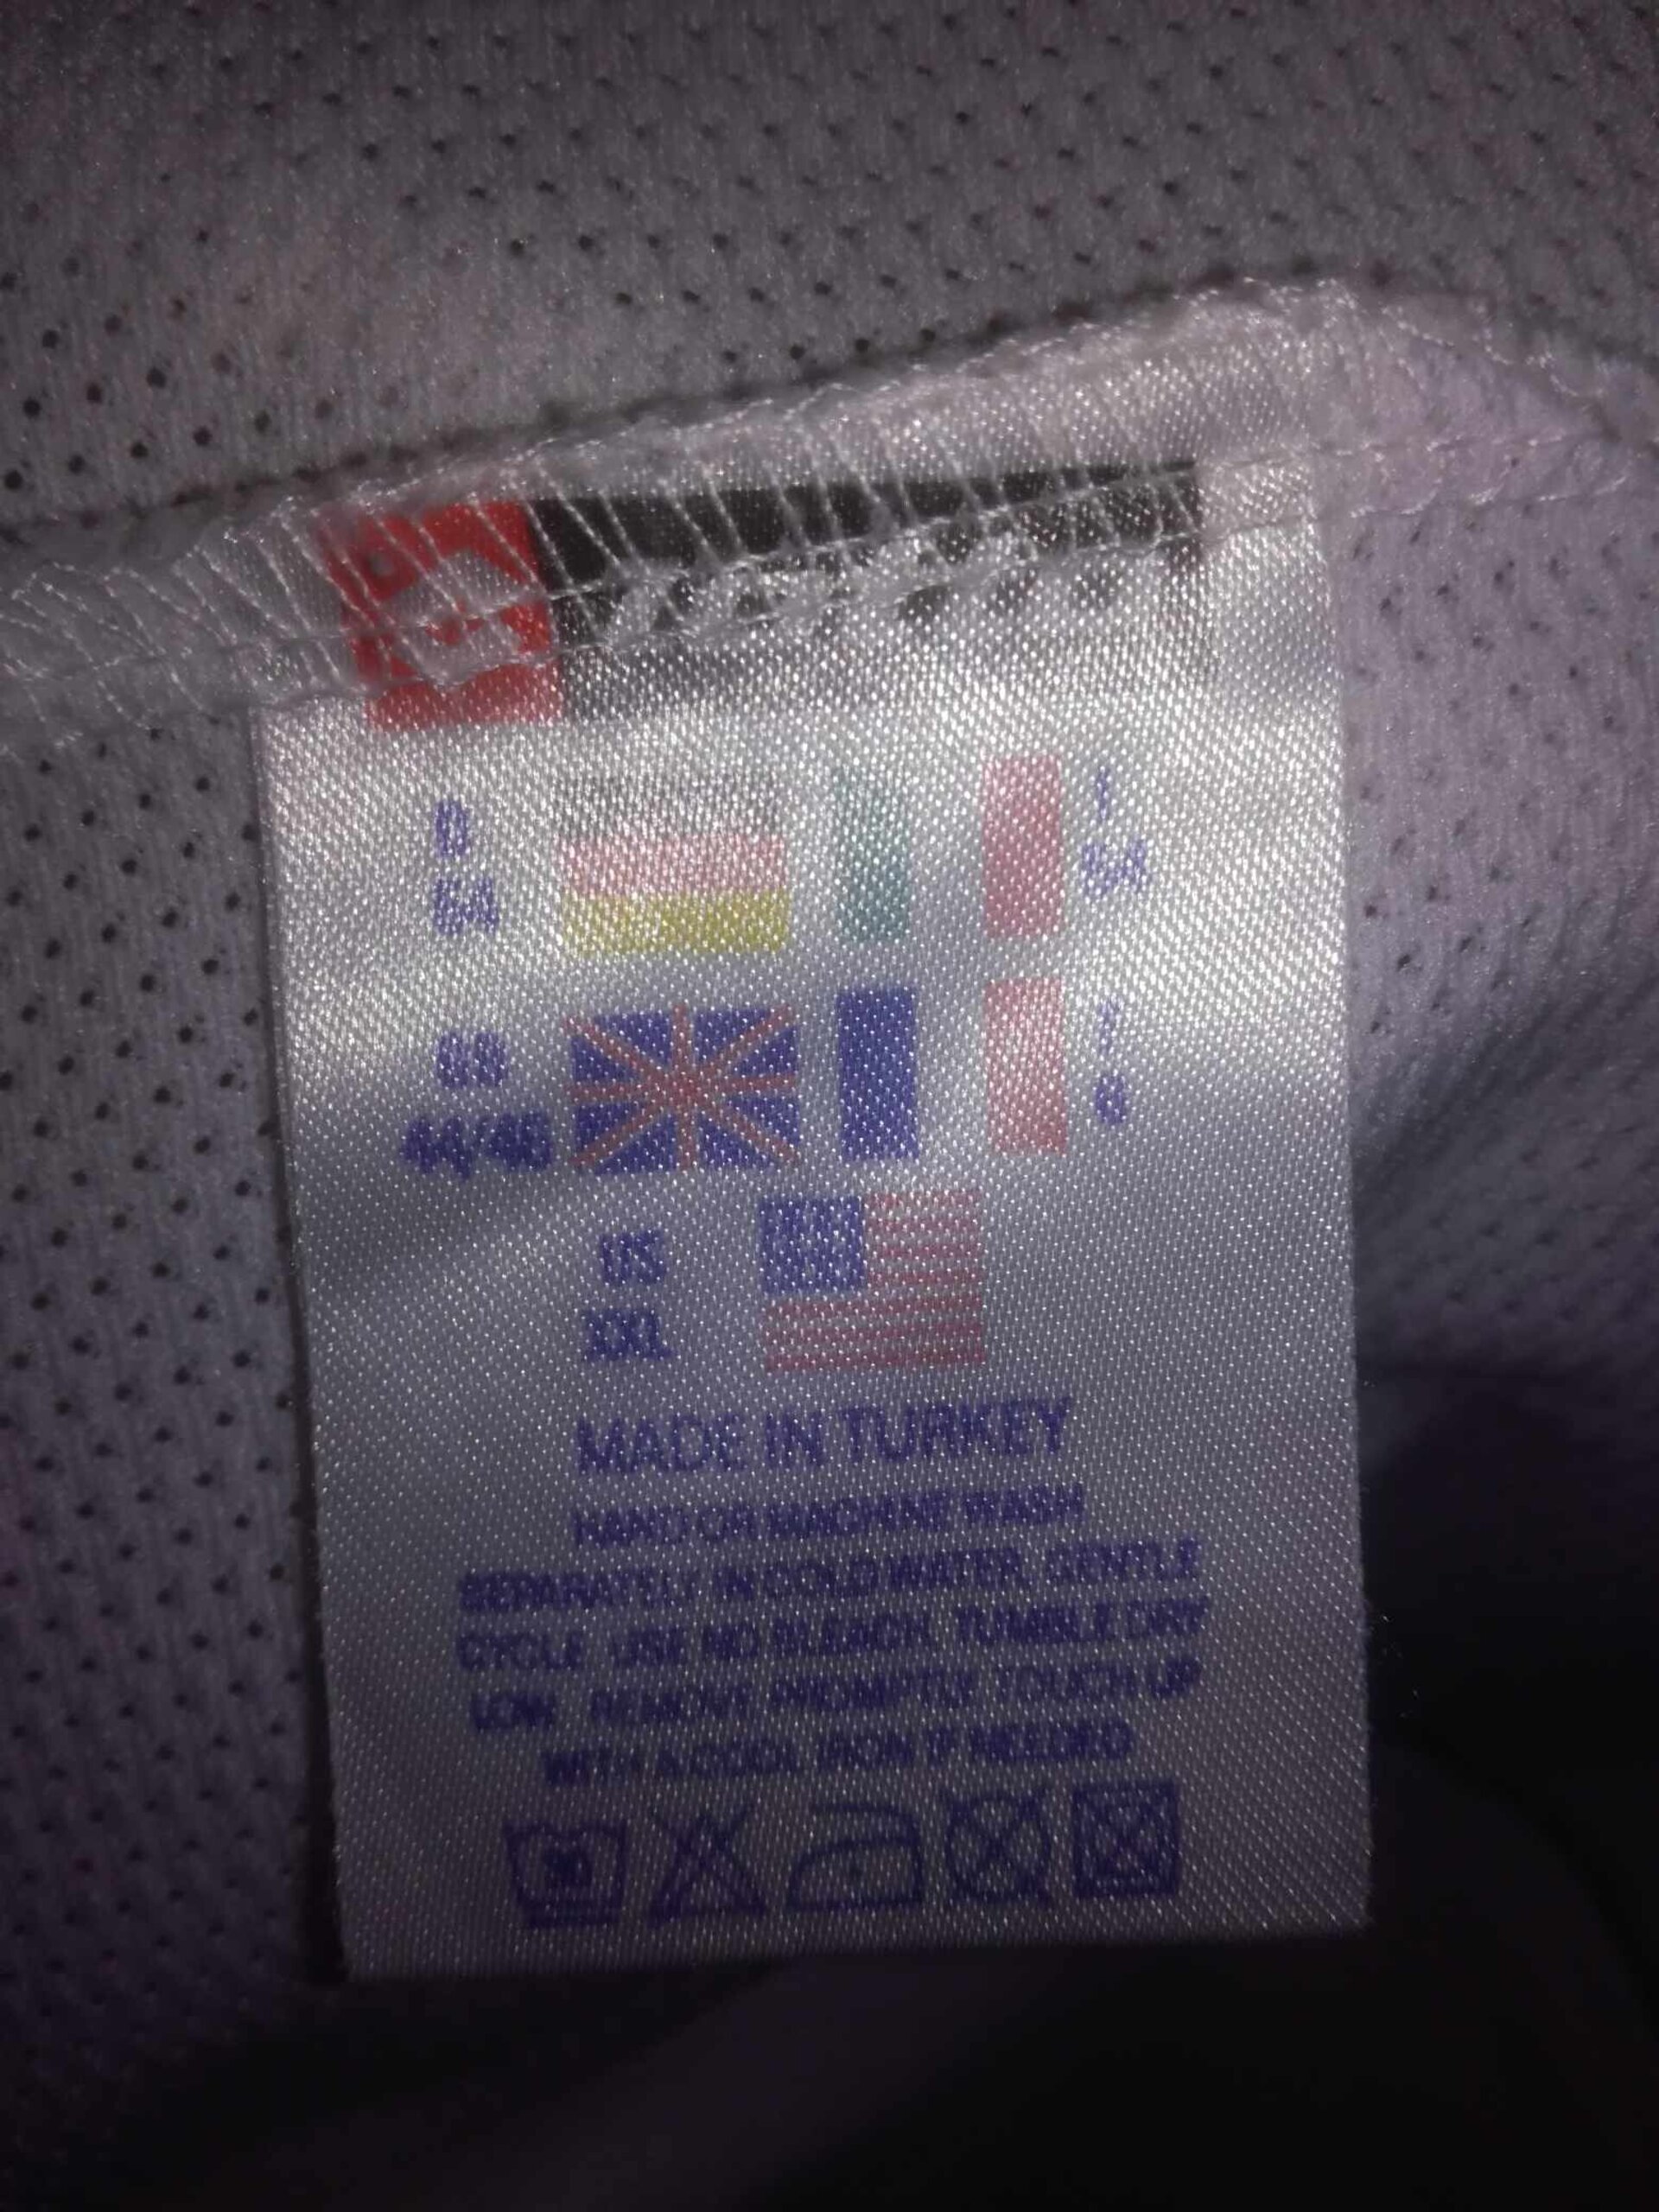 D
I
GB
F
44/46
US
XXL
MADE IN TURKEY
HAND OR MACHINE WASH
SEPARATELY IN COLD WATER, GENTLE
CYCLE USE NO BLEACH. TUMBLE DRY
LOW. REMOVE PROMPTLY. TOUCH UP
WITH A COOL IRON IF NEEDED
30